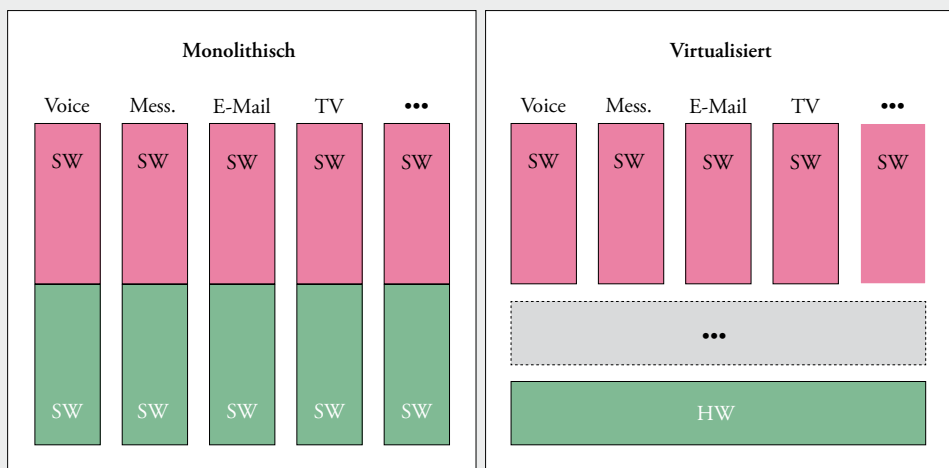 Monolithisch
Voice Mess. E-Mail TV •••
SW SW SW SW SW
SW SW SW SW SW
Virtualisiert
Voice Mess. E-Mail TV •••
SW SW SW SW SW
•••
HW